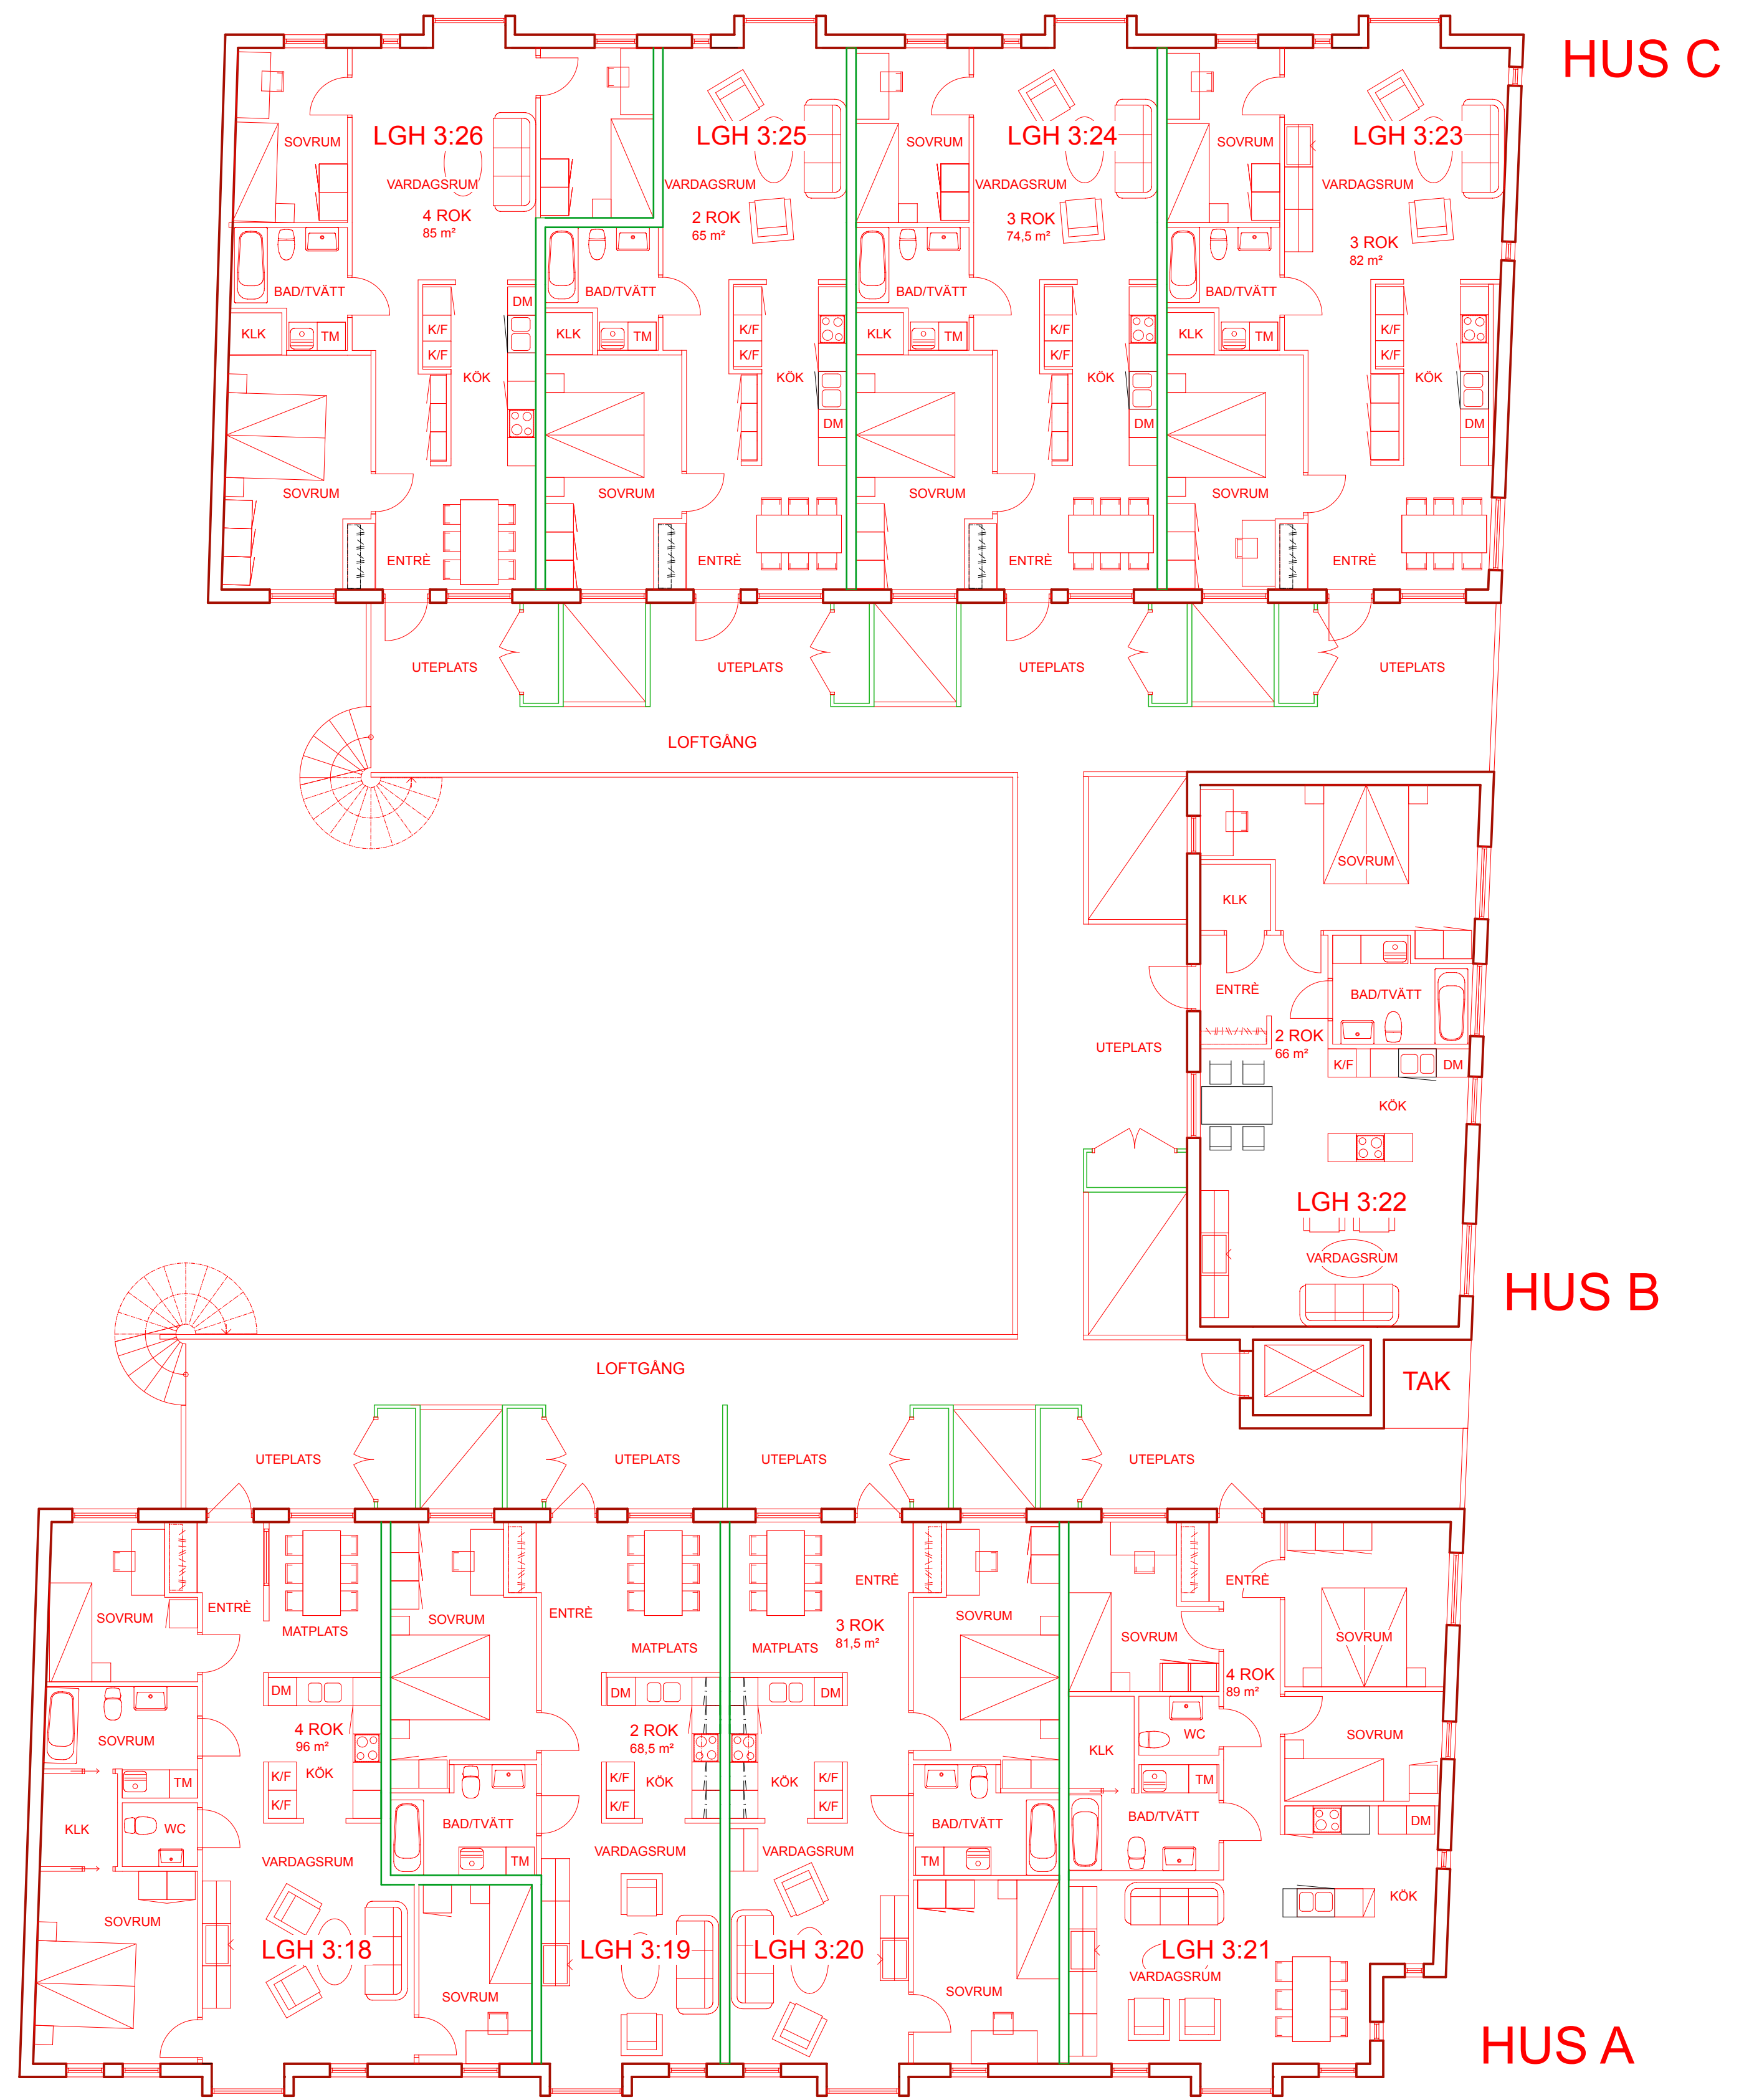 HUS C
LGH 3:26
LGH 3:25
LGH 3:24
LGH 3:23
SOVRUM
SOVRUM
SOVRUM
VARDAGSRUM
VARDAGSRUM
VARDAGSRUM
VARDAGSRUM
4 ROK
85 m²
2 ROK
65 m²
3 ROK
74,5 m²
3 ROK
82 m²
BAD/TVÄTT
BAD/TVÄTT
BAD/TVÄTT
BAD/TVÄTT
DM
KLK
TM
K/F
KLK
TM
K/F
KLK
TM
K/F
KLK
TM
K/F
K/F
K/F
K/F
K/F
KÖK
KÖK
KÖK
KÖK
DM
DM
DM
SOVRUM
SOVRUM
SOVRUM
SOVRUM
ENTRÈ
ENTRÈ
ENTRÈ
ENTRÈ
UTEPLATS
UTEPLATS
UTEPLATS
UTEPLATS
LOFTGÅNG
SOVRUM
KLK
ENTRÈ
BAD/TVÄTT
2 ROK
66 m²
UTEPLATS
K/F
DM
KÖK
LGH 3:22
VARDAGSRUM
HUS B
LOFTGÅNG
TAK
UTEPLATS
UTEPLATS
UTEPLATS
UTEPLATS
ENTRÈ
ENTRÈ
ENTRÈ
ENTRÈ
SOVRUM
SOVRUM
SOVRUM
SOVRUM
SOVRUM
MATPLATS
MATPLATS
MATPLATS
3 ROK
81,5 m²
4 ROK
89 m²
DM
DM
DM
4 ROK
96 m²
2 ROK
68,5 m²
SOVRUM
WC
SOVRUM
KLK
TM
K/F
KÖK
K/F
KÖK
KÖK
K/F
TM
K/F
K/F
K/F
KLK
WC
BAD/TVÄTT
BAD/TVÄTT
BAD/TVÄTT
DM
VARDAGSRUM
TM
VARDAGSRUM
VARDAGSRUM
TM
KÖK
SOVRUM
LGH 3:18
LGH 3:19
LGH 3:20
LGH 3:21
SOVRUM
SOVRUM
VARDAGSRUM
HUS A